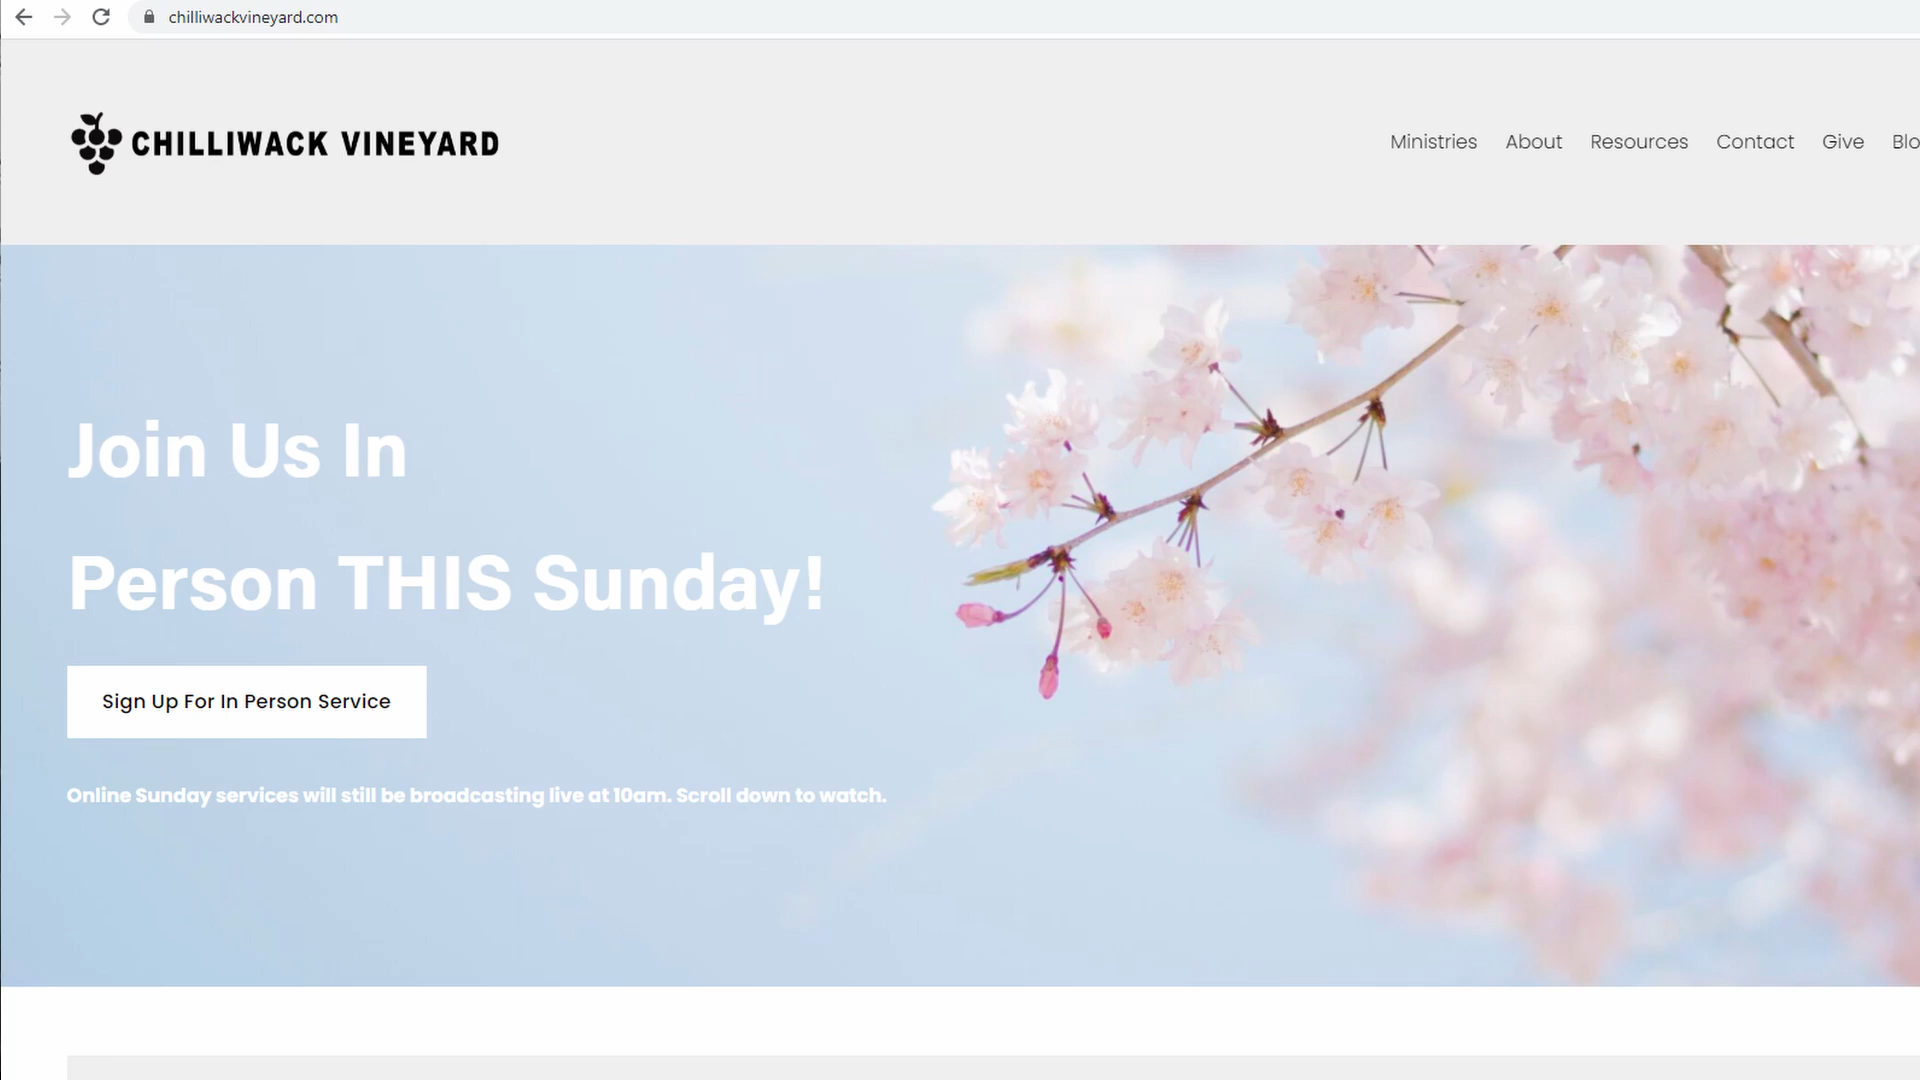 chilliwackvineyard.com
CHILLIWACK VINEYARD
Ministries About Resources Contact Give Blo
Join Us In
Person THIS Sunday!
Sign Up For In Person Service
Online Sunday services will still be broadcasting live at 10am. Scroll down to watch.